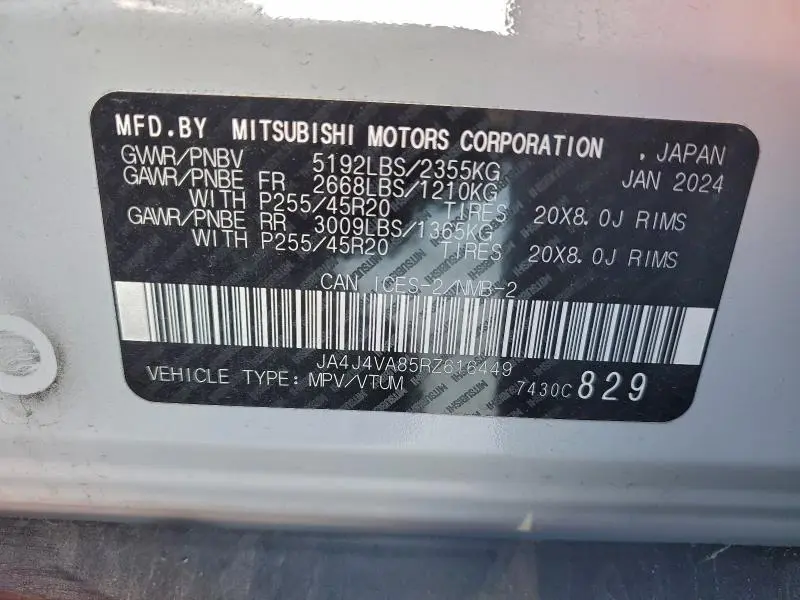 MFD.BY MITSUBISHI MOTORS CORPORATION , JAPAN
GVWR/PNBV 5192LBS/2355KG JAN 2024
GAWR/PNBE FR 2668LBS/1210KG
WITH P255/45R20 TIRES 20X8.0J RIMS
GAWR/PNBE RR 3009LBS/1365KG
WITH P255/45R20 TIRES 20X8.0J RIMS
CAN ICES-2/NMB-2
JA4J4VA85RZ616449
VEHICLE TYPE: MPV/VTUM 7430C 829